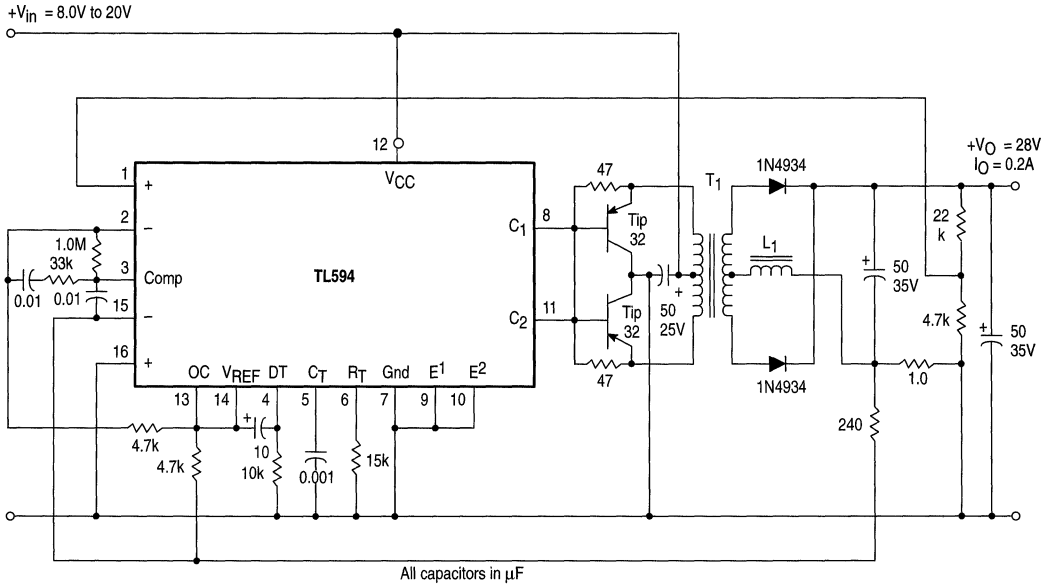 +Vin = 8.0V to 20V
+VO = 28V
IO = 0.2A
12
VCC
1
+
2
−
1.0M
33k
3
Comp
0.01
0.01
15
−
16
+
TL594
C1
8
C2
11
OC
VREF
DT
CT
RT
Gnd
E1
E2
13
14
4
5
6
7
9
10
47
Tip
32
Tip
32
47
+
50
25V
T1
1N4934
L1
1N4934
+
50
35V
22
k
4.7k
1.0
+
50
35V
240
4.7k
4.7k
+
10
10k
0.001
15k
All capacitors in μF